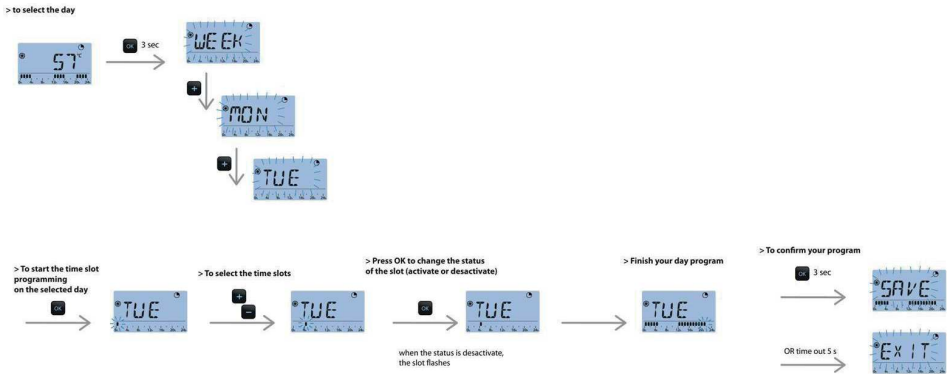 > to select the day
57°C
OK 3 sec
WEEK
+
MON
+
TUE
> To start the time slot
programming
on the selected day
OK
TUE
> To select the time slots
+
−
TUE
> Press OK to change the status
of the slot (activate or desactivate)
OK
TUE
when the status is desactivate,
the slot flashes
> Finish your day program
TUE
> To confirm your program
OK 3 sec
SAVE
OR time out 5 s
EXIT